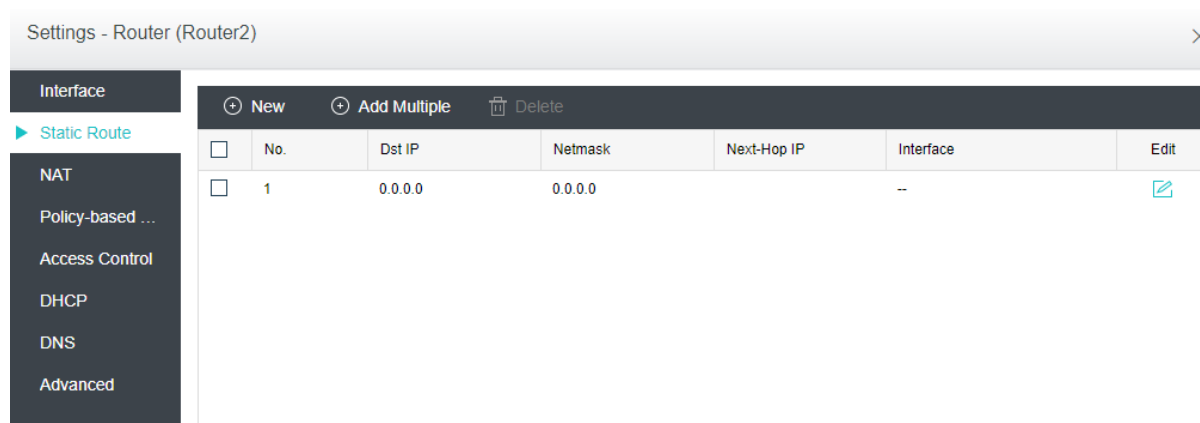 Settings - Router (Router2)
Interface
Static Route
NAT
Policy-based ...
Access Control
DHCP
DNS
Advanced
New Add Multiple Delete
No. Dst IP Netmask Next-Hop IP Interface Edit
1 0.0.0.0 0.0.0.0 --